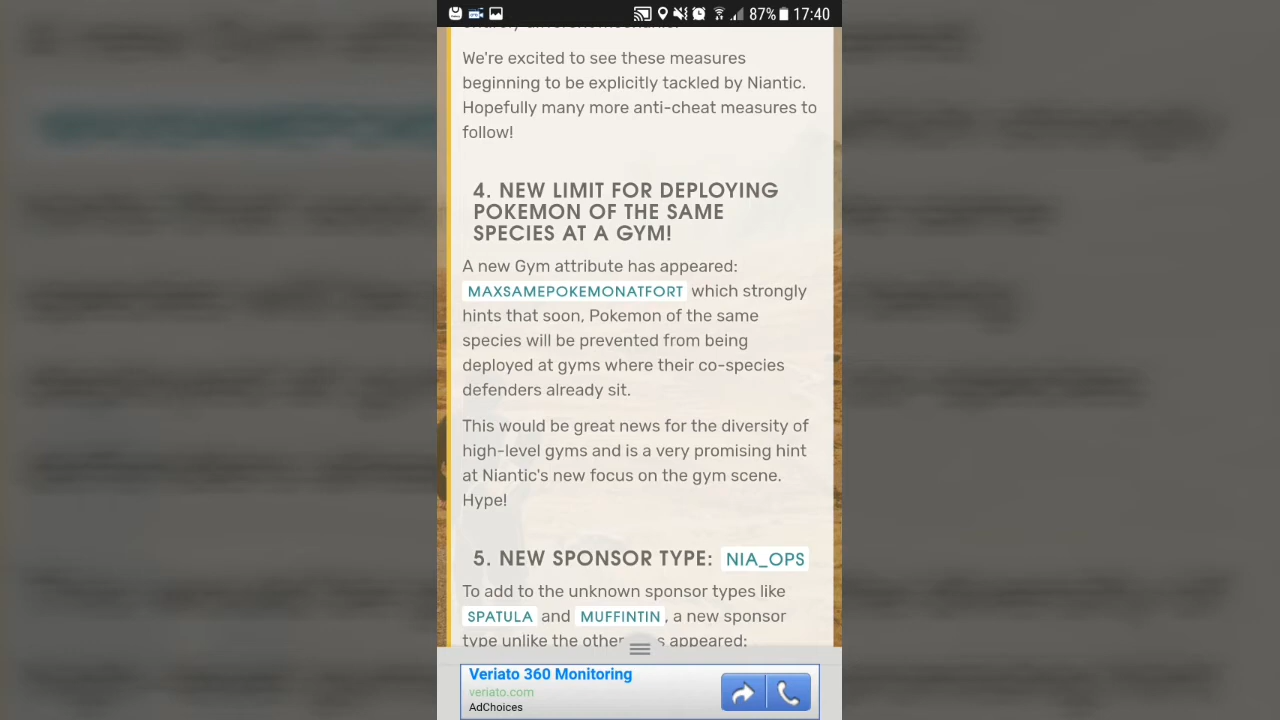 87% 17:40
We're excited to see these measures
beginning to be explicitly tackled by Niantic.
Hopefully many more anti-cheat measures to
follow!
4. NEW LIMIT FOR DEPLOYING
POKEMON OF THE SAME
SPECIES AT A GYM!
A new Gym attribute has appeared:
MAXSAMEPOKEMONATFORT which strongly
hints that soon, Pokemon of the same
species will be prevented from being
deployed at gyms where their co-species
defenders already sit.
This would be great news for the diversity of
high-level gyms and is a very promising hint
at Niantic's new focus on the gym scene.
Hype!
5. NEW SPONSOR TYPE: NIA_OPS
To add to the unknown sponsor types like
SPATULA and MUFFINTIN, a new sponsor
type unlike the other appeared:
Veriato 360 Monitoring
veriato.com
AdChoices